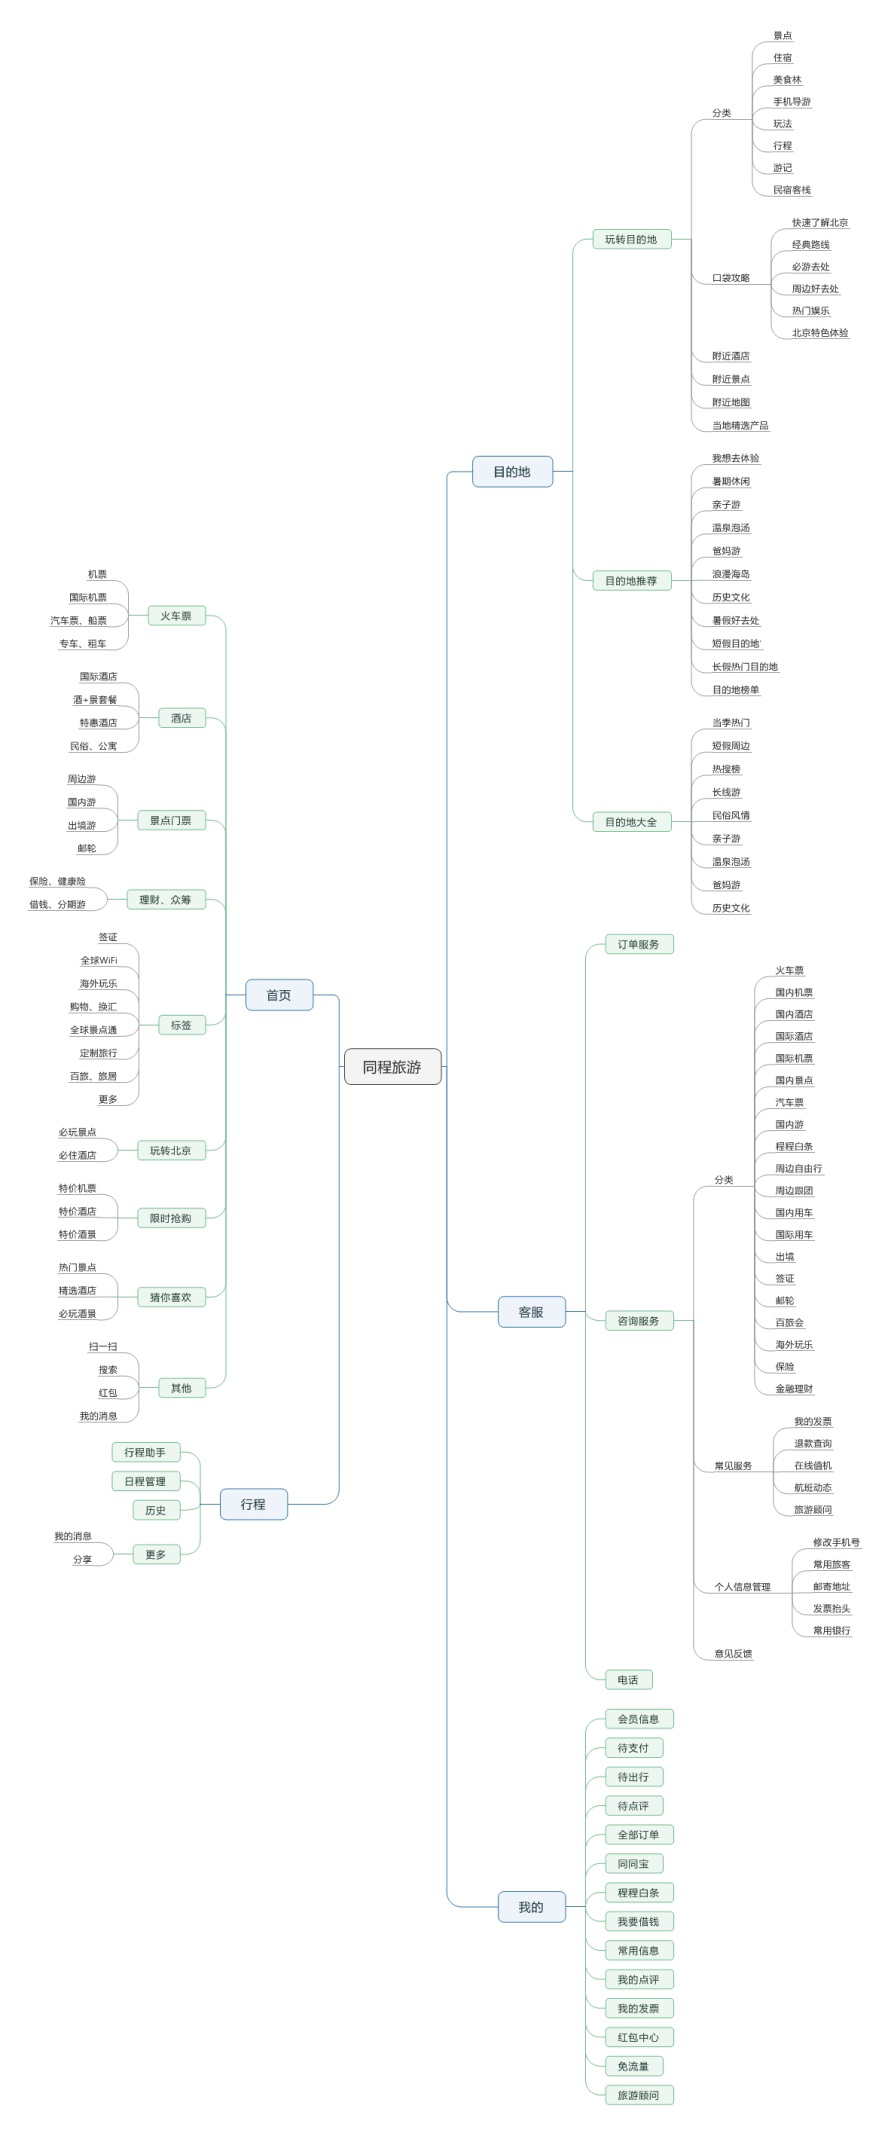 同程旅游
首页
火车票
机票
国际机票
汽车票、船票
专车、租车
酒店
国际酒店
酒+景套餐
特惠酒店
民俗、公寓
景点门票
周边游
国内游
出境游
邮轮
理财、众筹
保险、健康险
借钱、分期游
标签
签证
全球WiFi
海外玩乐
购物、换汇
全球景点通
定制旅行
百旅、旅居
更多
玩转北京
必玩景点
必住酒店
限时抢购
特价机票
特价酒店
特价酒景
猜你喜欢
热门景点
精选酒店
必玩酒景
其他
扫一扫
搜索
红包
我的消息
行程
行程助手
日程管理
历史
更多
我的消息
分享
目的地
玩转目的地
分类
景点
住宿
美食林
手机导游
玩法
行程
游记
民宿客栈
口袋攻略
快速了解北京
经典路线
必游去处
周边好去处
热门娱乐
北京特色体验
附近酒店
附近景点
附近地图
当地精选产品
目的地推荐
我想去体验
暑期休闲
亲子游
温泉泡汤
爸妈游
浪漫海岛
历史文化
暑假好去处
短假目的地'
长假热门目的地
目的地榜单
目的地大全
当季热门
短假周边
热搜榜
长线游
民俗风情
亲子游
温泉泡汤
爸妈游
历史文化
客服
订单服务
咨询服务
分类
火车票
国内机票
国内酒店
国际酒店
国际机票
国内景点
汽车票
国内游
程程白条
周边自由行
周边跟团
国内用车
国际用车
出境
签证
邮轮
百旅会
海外玩乐
保险
金融理财
常见服务
我的发票
退款查询
在线值机
航班动态
旅游顾问
个人信息管理
修改手机号
常用旅客
邮寄地址
发票抬头
常用银行
意见反馈
电话
我的
会员信息
待支付
待出行
待点评
全部订单
同同宝
程程白条
我要借钱
常用信息
我的点评
我的发票
红包中心
免流量
旅游顾问